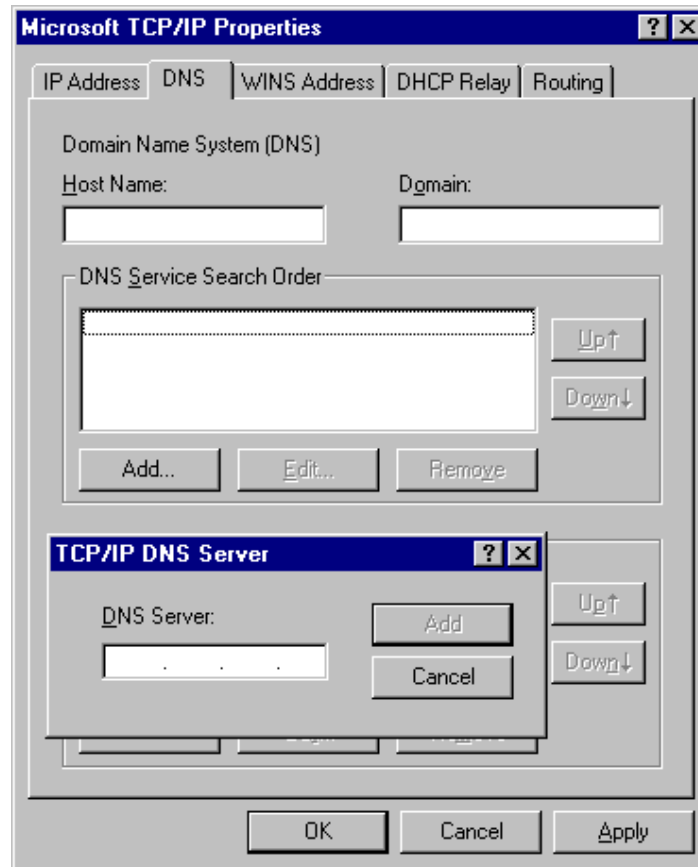 Microsoft TCP/IP Properties
IP Address DNS WINS Address DHCP Relay Routing
Domain Name System (DNS)
Host Name: Domain:
DNS Service Search Order
Up↑
Down↓
Add... Edit... Remove
TCP/IP DNS Server
DNS Server:
Add
. . .
Cancel
Up↑
Down↓
OK Cancel Apply